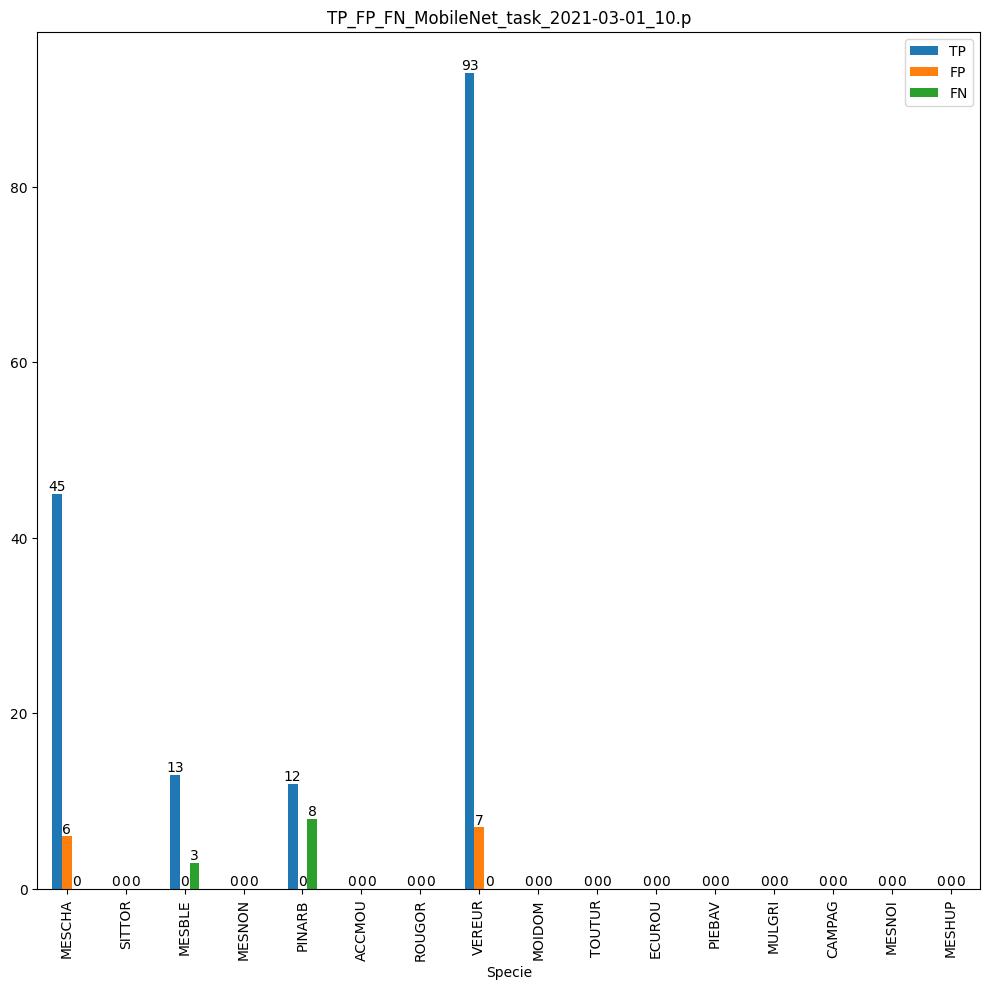 TP_FP_FN_MobileNet_task_2021-03-01_10.p
TP
FP
FN
80
60
40
20
0
45
6
0
0 0 0
13
0
3
0 0 0
12
0
8
0 0 0
0 0 0
93
7
0
0 0 0
0 0 0
0 0 0
0 0 0
0 0 0
0 0 0
0 0 0
0 0 0
MESCHA
SITTOR
MESBLE
MESNON
PINARB
ACCMOU
ROUGOR
VEREUR
MOIDOM
TOUTUR
ECUROU
PIEBAV
MULGRI
CAMPAG
MESNOI
MESHUP
Specie